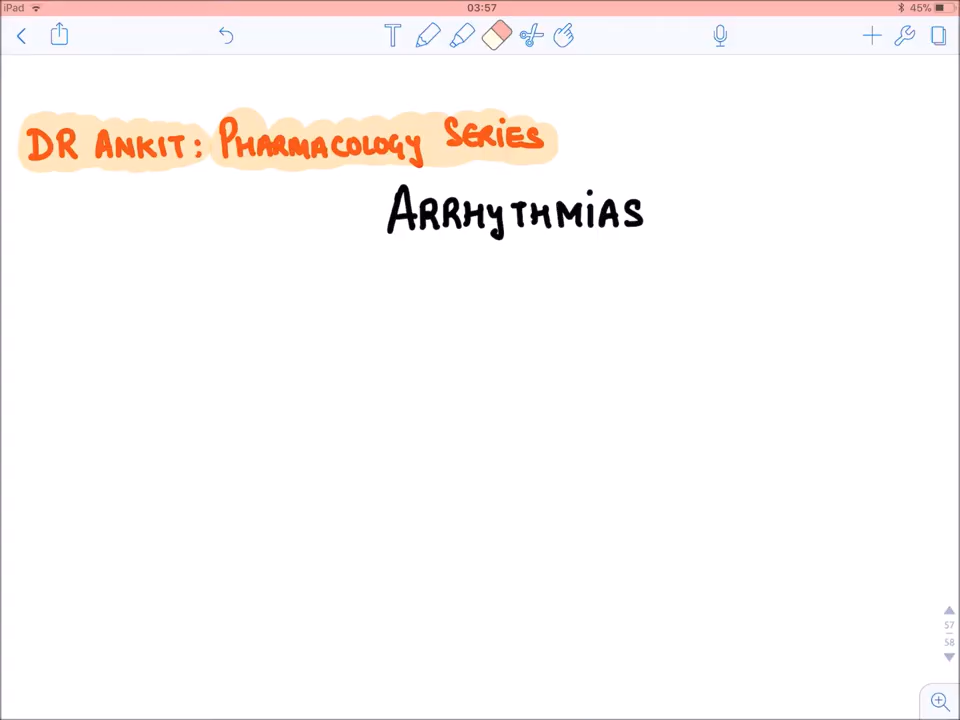 iPad 03:57 45%
T
DR ANKIT: PHARMACOLOGY SERIES
ARRHYTHMIAS
57
58